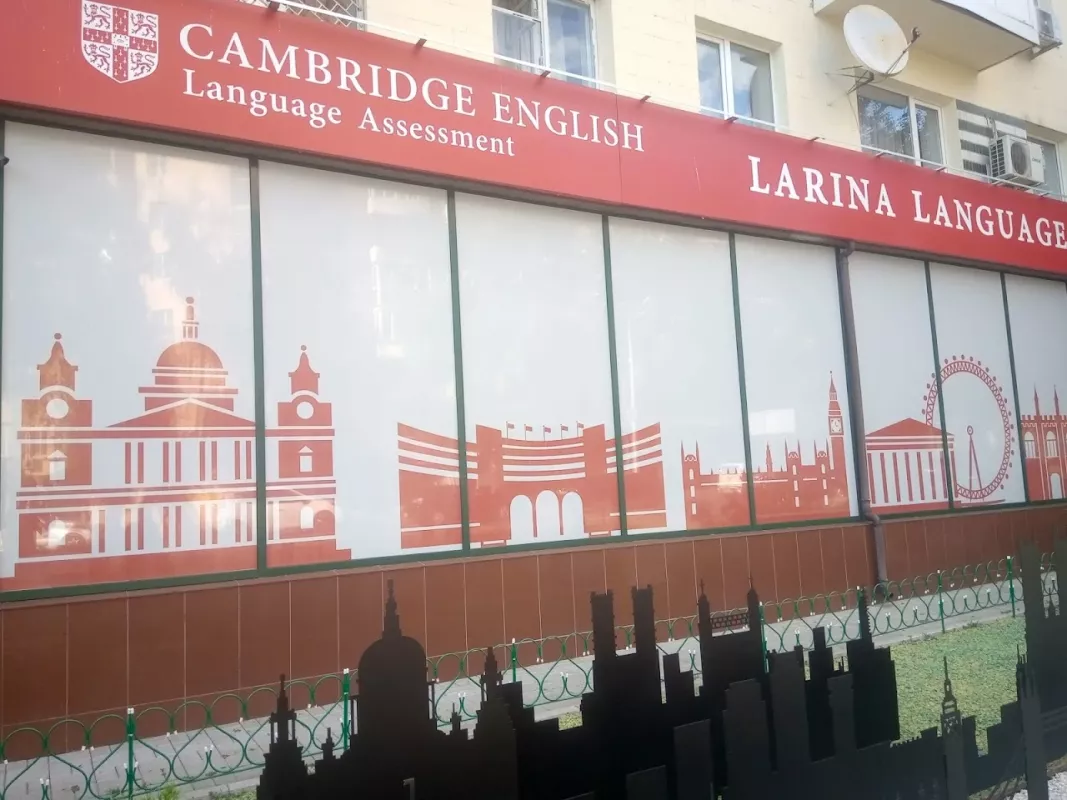 CAMBRIDGE ENGLISH
Language Assessment
LARINA LANGUAGE